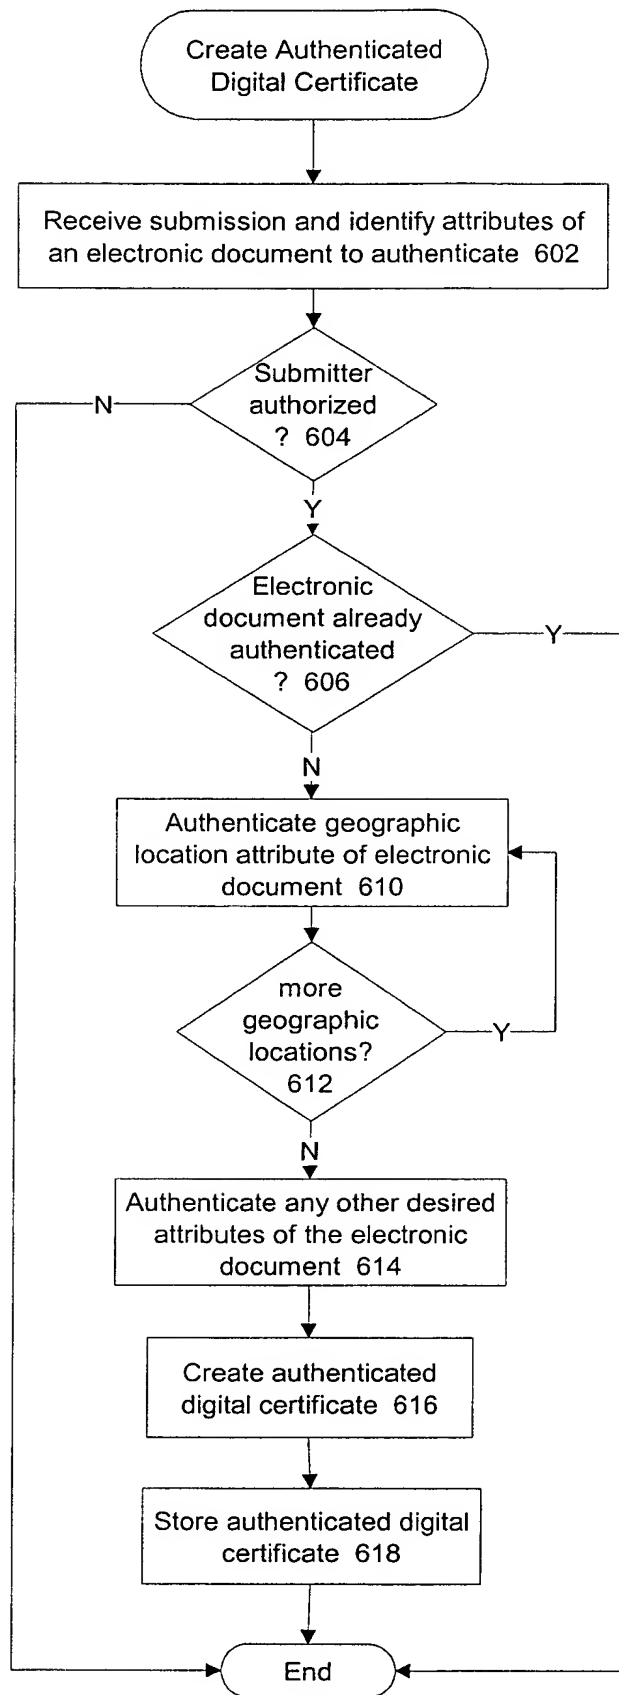 Create Authenticated
Digital Certificate
Receive submission and identify attributes of
an electronic document to authenticate 602
Submitter
authorized
? 604
N
Y
Electronic
document already
authenticated
? 606
Y
N
Authenticate geographic
location attribute of electronic
document 610
more
geographic
locations?
612
Y
N
Authenticate any other desired
attributes of the electronic
document 614
Create authenticated
digital certificate 616
Store authenticated digital
certificate 618
End